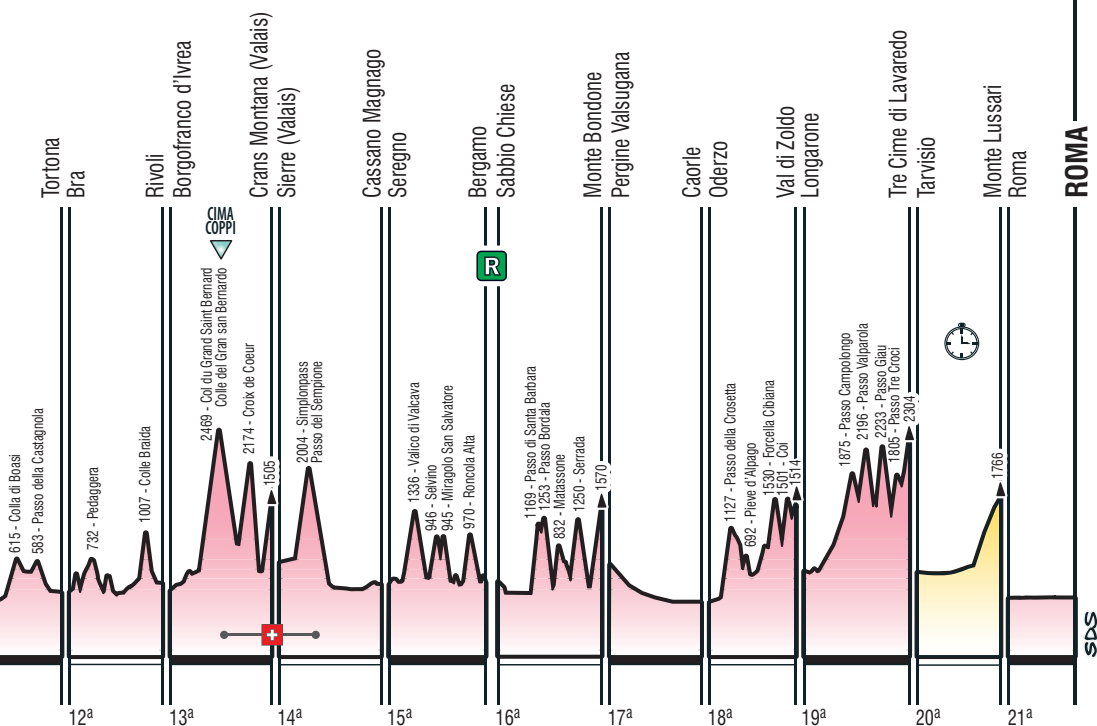 Tortona
Bra
Rivoli
Borgofranco d'Ivrea
Crans Montana (Valais)
Sierre (Valais)
Cassano Magnago
Seregno
Bergamo
Sabbio Chiese
Monte Bondone
Pergine Valsugana
Caorle
Oderzo
Val di Zoldo
Longarone
Tre Cime di Lavaredo
Tarvisio
Monte Lussari
Roma
ROMA
CIMA
COPPI
R
615 - Colla di Boasi
583 - Passo della Castagnola
732 - Pedaggera
1007 - Colle Braida
2469 - Col du Grand Saint Bernard
Colle del Gran san Bernardo
2174 - Croix de Coeur
1505
2004 - Simplonpass
Passo del Sempione
1336 - Valico di Valcava
946 - Selvino
945 - Miragolo San Salvatore
970 - Roncola Alta
1169 - Passo di Santa Barbara
1253 - Passo Bordala
832 - Matassone
1250 - Serrada
1570
1127 - Passo della Crosetta
692 - Pieve d'Alpago
1530 - Forcella Cibiana
1501 - Coi
1514
1875 - Passo Campolongo
2196 - Passo Valparola
2233 - Passo Giau
1805 - Passo Tre Croci
2304
1766
SDS
12ª
13ª
14ª
15ª
16ª
17ª
18ª
19ª
20ª
21ª